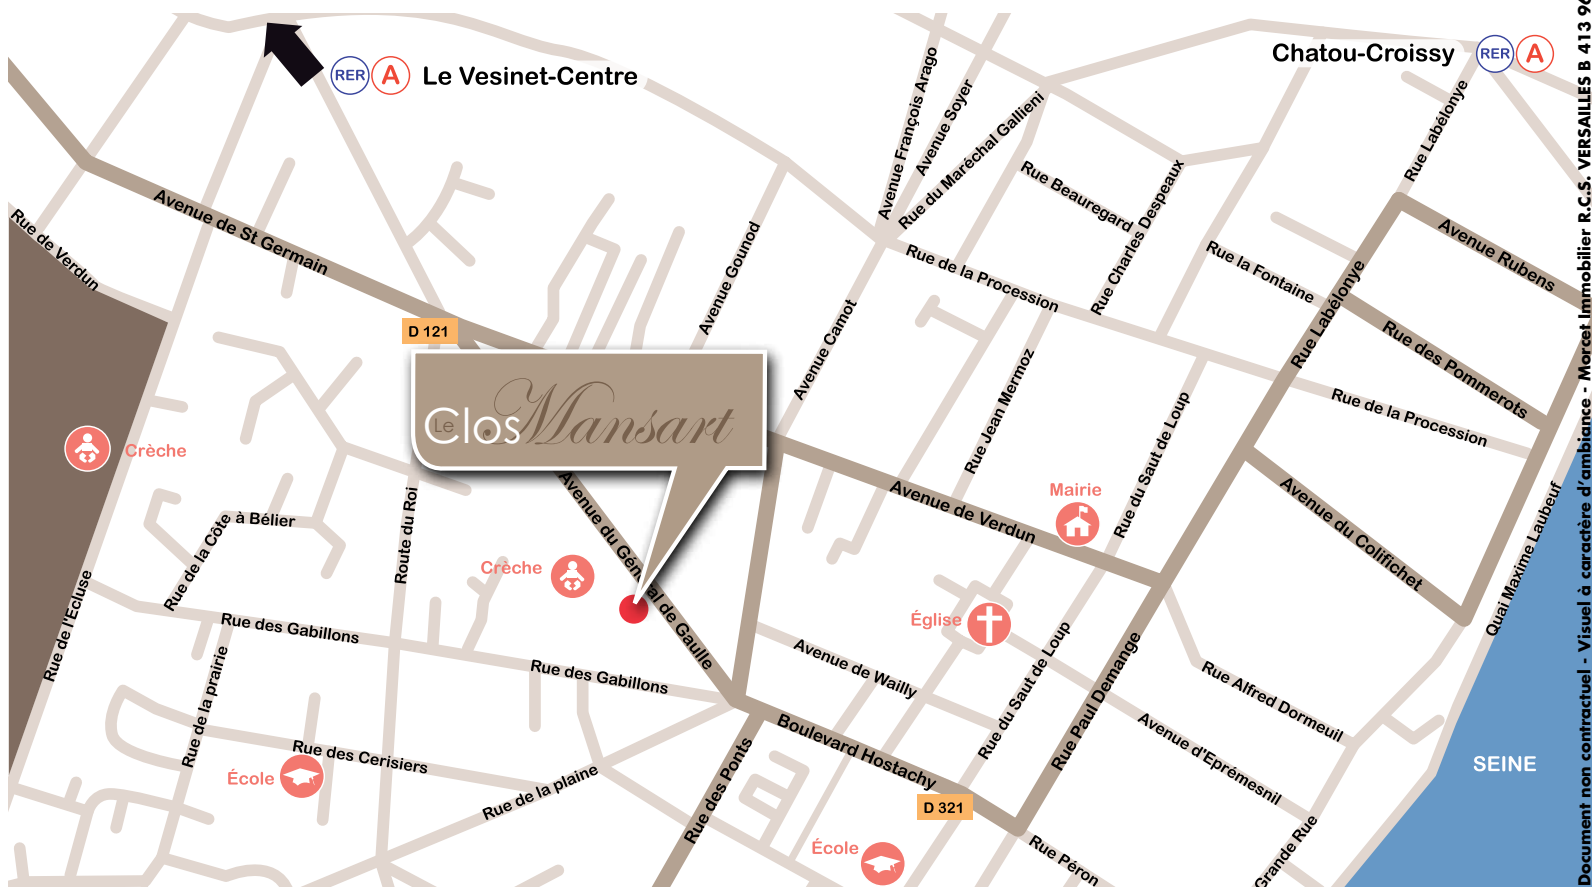 RER A Le Vesinet-Centre
Chatou-Croissy RER A
Avenue François Arago
Avenue Soyer
Rue du Maréchal Gallieni
Rue Beauregard
Rue Charles Despeaux
Rue Labélonye
Avenue Rubens
Rue de Verdun
Avenue de St Germain
Avenue Gounod
Rue de la Procession
Rue la Fontaine
Rue Labélonye
Rue des Pommerots
Rue de la Procession
D 121
Avenue Carnot
Rue Jean Mermoz
Rue du Saut de Loup
Le Clos Mansart
Crèche
Route du Roi
Avenue du Général de Gaulle
Avenue de Verdun
Mairie
Avenue du Colifichet
Quai Maxime Laubeuf
Rue de la Côte à Bélier
Crèche
Rue de l'Ecluse
Rue des Gabillons
Rue des Gabillons
Église
Avenue de Wailly
Rue du Saut de Loup
Rue Paul Demange
Rue Alfred Dormeuil
Avenue d'Eprémesnil
Rue de la prairie
Rue des Cerisiers
École
Rue de la plaine
Rue des Ponts
Boulevard Hostachy
D 321
École
Rue Péron
Grande Rue
SEINE
Document non contractuel - Visuel à caractère d'ambiance - Morcet Immobilier R.C.S. VERSAILLES B 413